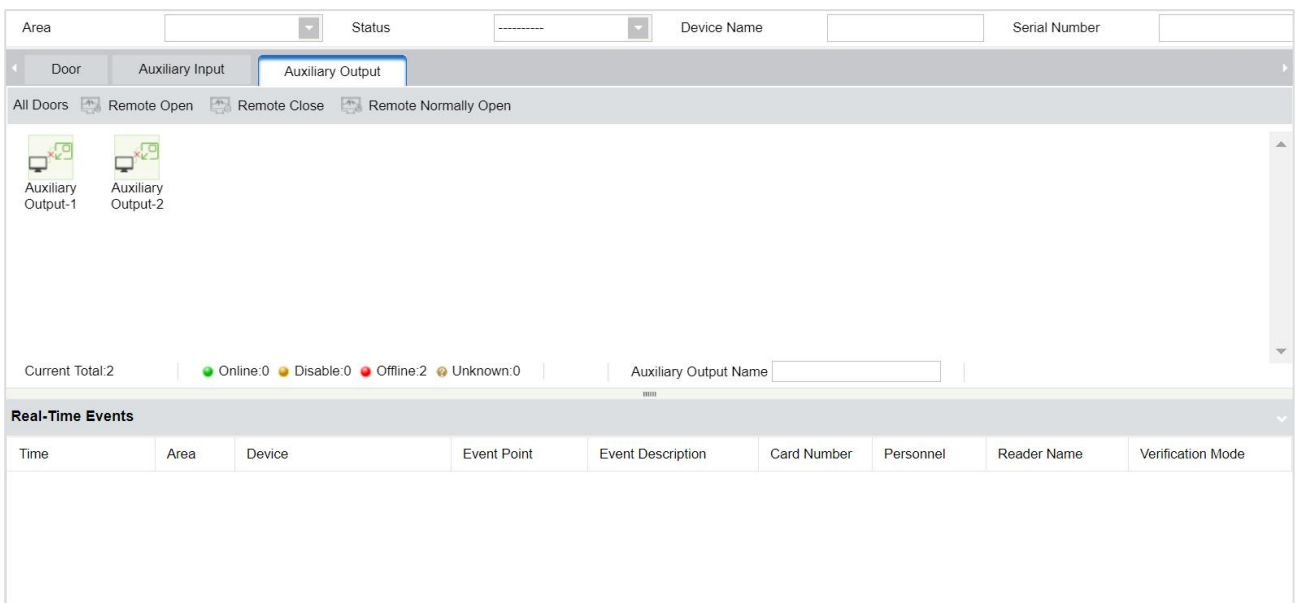 Area Status ---------- Device Name Serial Number
Door Auxiliary Input Auxiliary Output
All Doors Remote Open Remote Close Remote Normally Open
Auxiliary Output-1
Auxiliary Output-2
Current Total:2 Online:0 Disable:0 Offline:2 Unknown:0 Auxiliary Output Name
Real-Time Events
Time Area Device Event Point Event Description Card Number Personnel Reader Name Verification Mode